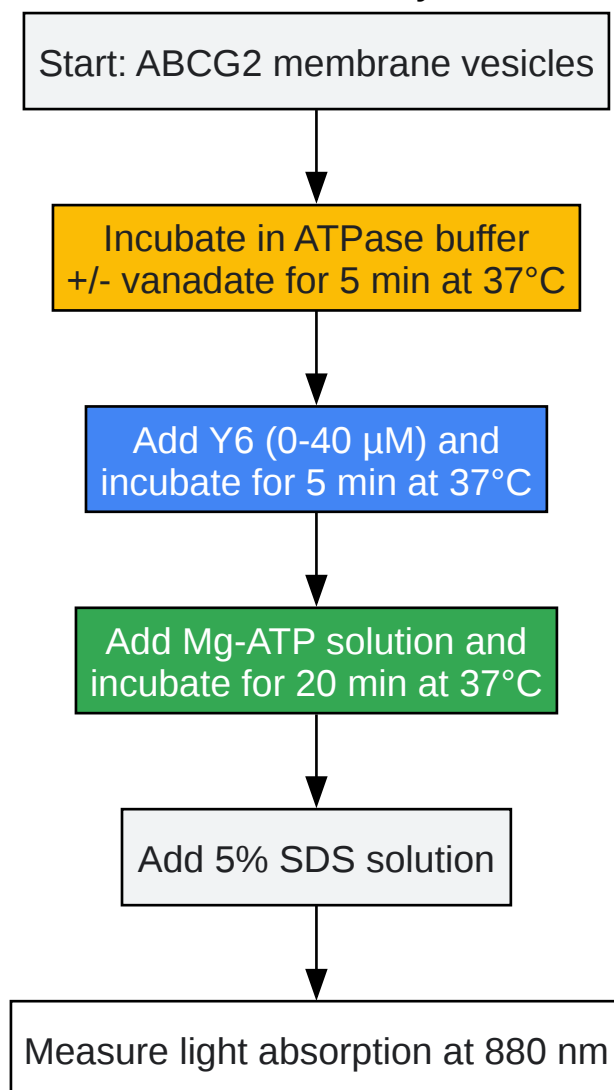 Start: ABCG2 membrane vesicles
Incubate in ATPase buffer
+/- vanadate for 5 min at 37°C
Add Y6 (0-40 µM) and
incubate for 5 min at 37°C
Add Mg-ATP solution and
incubate for 20 min at 37°C
Add 5% SDS solution
Measure light absorption at 880 nm